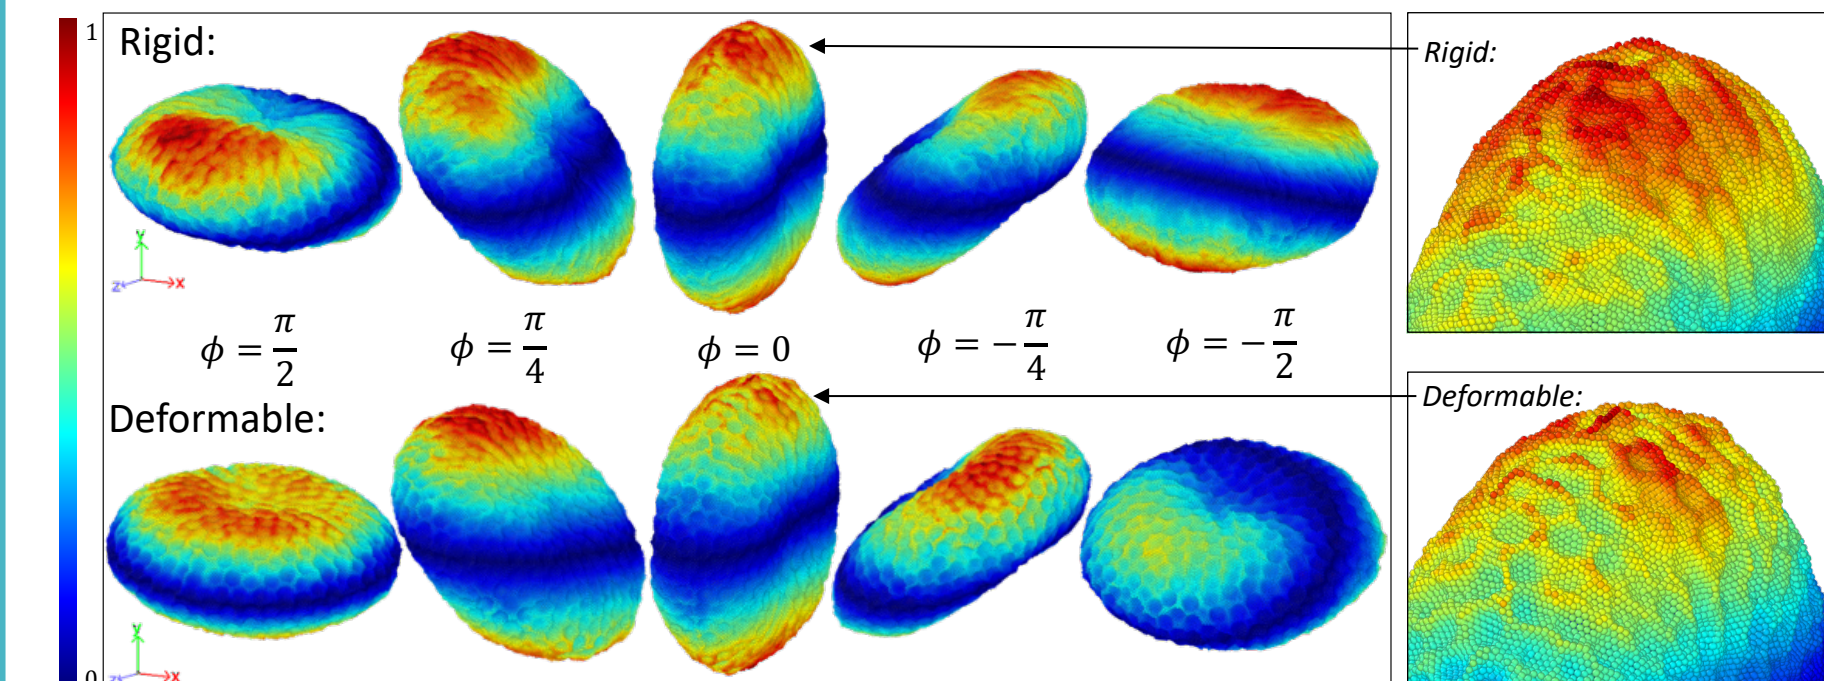 1
Rigid:
Rigid:
y
z
x
ϕ = π/2
ϕ = π/4
ϕ = 0
ϕ = −π/4
ϕ = −π/2
Deformable:
Deformable:
y
z
x
0